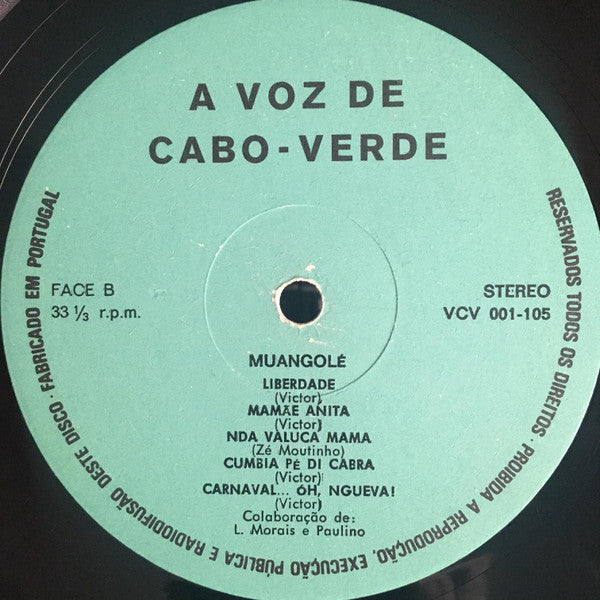 A VOZ DE
CABO-VERDE
FACE B
33 1/3 r.p.m.
STEREO
VCV 001-105
MUANGOLÉ
LIBERDADE
(Victor)
MAMÃE ANITA
(Victor)
NDA VALUCA MAMA
(Zé Moutinho)
CUMBIA PÉ DI CABRA
(Victor)
CARNAVAL... ÓH, NGUEVA!
(Victor)
Colaboração de:
L. Morais e Paulino
RESERVADOS TODOS OS DIREITOS · PROIBIDA A REPRODUÇÃO, EXECUÇÃO PÚBLICA E RADIODIFUSÃO DESTE DISCO · FABRICADO EM PORTUGAL